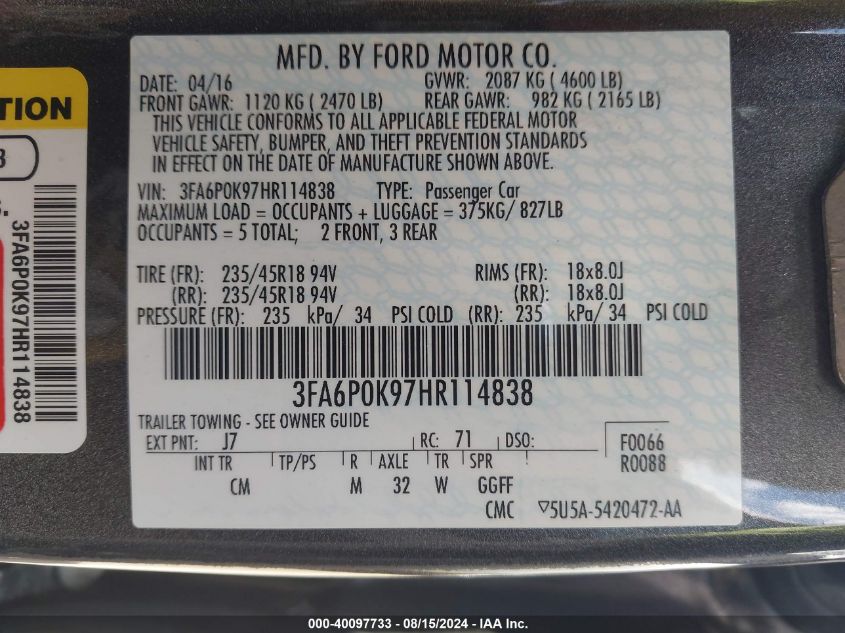 MFD. BY FORD MOTOR CO.
DATE: 04/16 GVWR: 2087 KG ( 4600 LB)
FRONT GAWR: 1120 KG ( 2470 LB) REAR GAWR: 982 KG ( 2165 LB)
THIS VEHICLE CONFORMS TO ALL APPLICABLE FEDERAL MOTOR
VEHICLE SAFETY, BUMPER, AND THEFT PREVENTION STANDARDS
IN EFFECT ON THE DATE OF MANUFACTURE SHOWN ABOVE.
VIN: 3FA6P0K97HR114838 TYPE: Passenger Car
MAXIMUM LOAD = OCCUPANTS + LUGGAGE = 375KG/ 827LB
OCCUPANTS = 5 TOTAL; 2 FRONT, 3 REAR
TIRE (FR): 235/45R18 94V RIMS (FR): 18x8.0J
(RR): 235/45R18 94V (RR): 18x8.0J
PRESSURE (FR): 235 kPa/ 34 PSI COLD (RR): 235 kPa/ 34 PSI COLD
3FA6P0K97HR114838
TRAILER TOWING - SEE OWNER GUIDE
EXT PNT: J7 RC: 71 DSO: F0066
R0088
INT TR TP/PS R AXLE TR SPR
CM M 32 W GGFF
CMC 5U5A-5420472-AA
3FA6P0K97HR114838
000-40097733 - 08/15/2024 - IAA Inc.